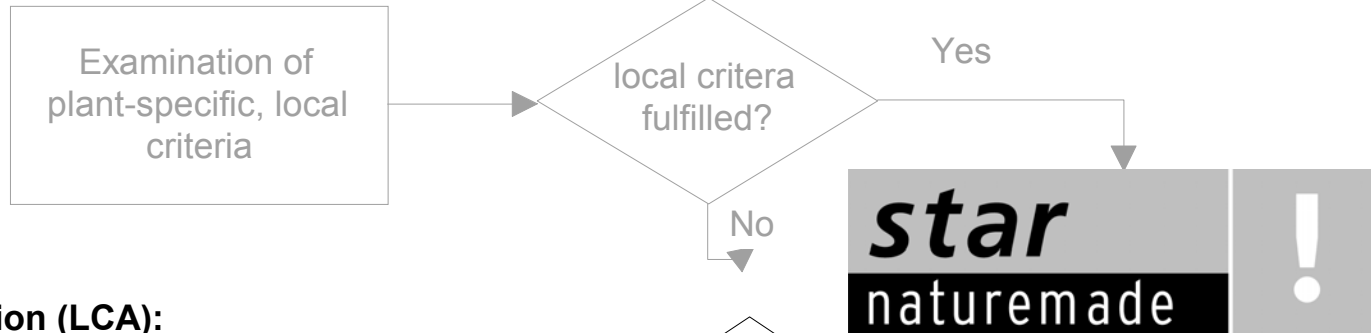 Examination of
plant-specific, local
criteria
local critera
fulfilled?
Yes
No
star
!
naturemade
ion (LCA):